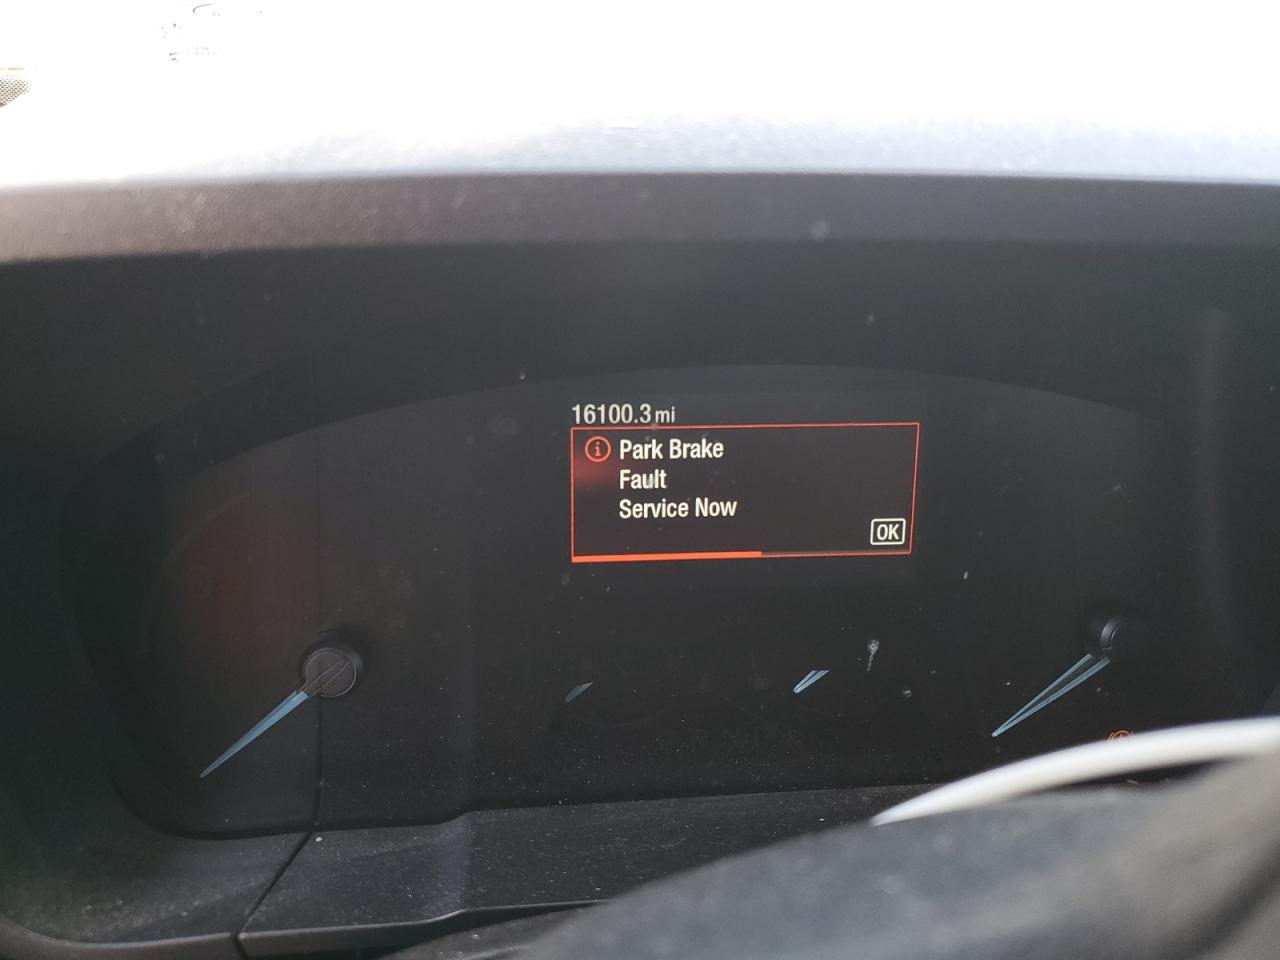 16100.3 mi
Park Brake
Fault
Service Now
OK